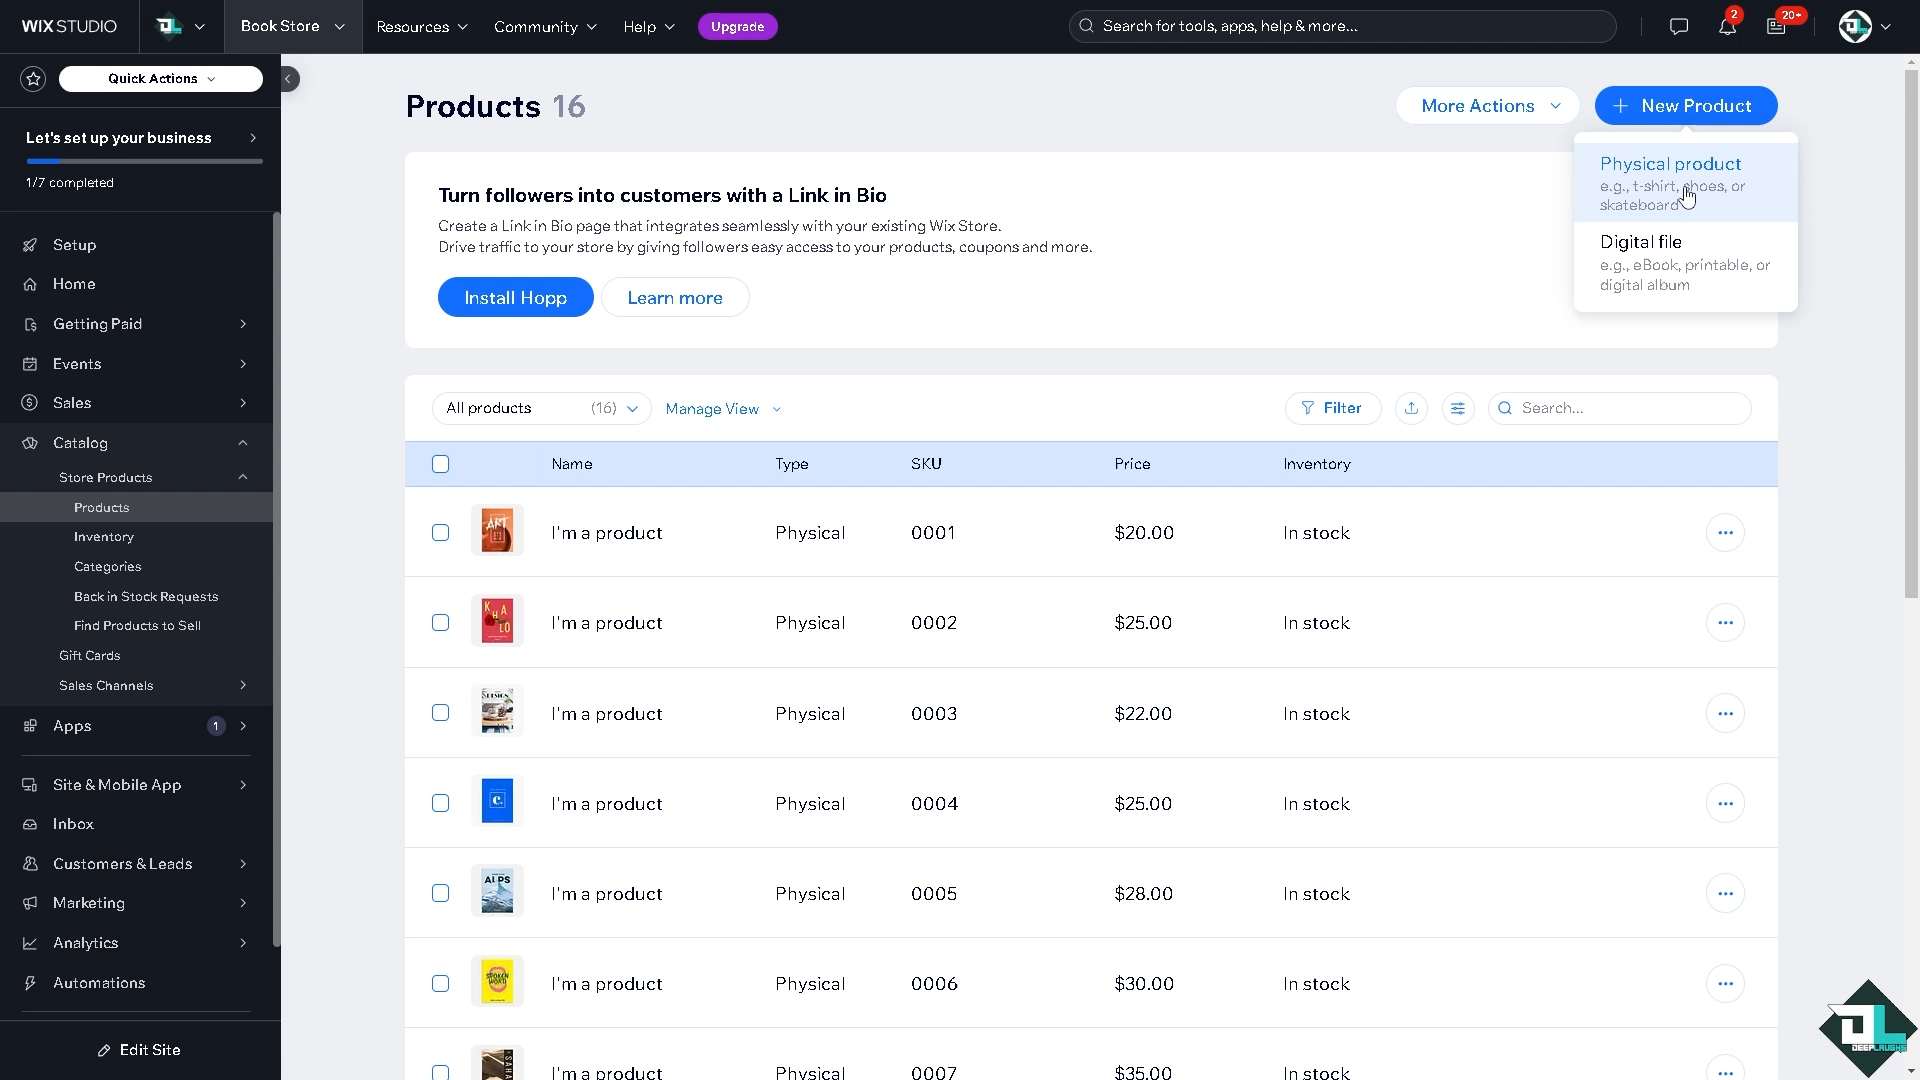 WIX STUDIO
Book Store
Resources
Community
Help
Upgrade
Search for tools, apps, help & more...
2
20+
Quick Actions
Let's set up your business
1/7 completed
Setup
Home
Getting Paid
Events
Sales
Catalog
Store Products
Products
Inventory
Categories
Back in Stock Requests
Find Products to Sell
Gift Cards
Sales Channels
Apps
1
Site & Mobile App
Inbox
Customers & Leads
Marketing
Analytics
Automations
Edit Site
Products 16
More Actions
New Product
Physical product
e.g., t-shirt, shoes, or
skateboard
Digital file
e.g., eBook, printable, or
digital album
Turn followers into customers with a Link in Bio
Create a Link in Bio page that integrates seamlessly with your existing Wix Store.
Drive traffic to your store by giving followers easy access to your products, coupons and more.
Install Hopp
Learn more
All products (16)
Manage View
Filter
Search...
Name Type SKU Price Inventory
ART
I'm a product Physical 0001 $20.00 In stock
KHALO
I'm a product Physical 0002 $25.00 In stock
DESIGN
I'm a product Physical 0003 $22.00 In stock
c.
I'm a product Physical 0004 $25.00 In stock
ALPS
I'm a product Physical 0005 $28.00 In stock
SPOKEN
WORD
I'm a product Physical 0006 $30.00 In stock
SAHA
I'm a product Physical 0007 $35.00 In stock
DL
DEEPLAUGHS